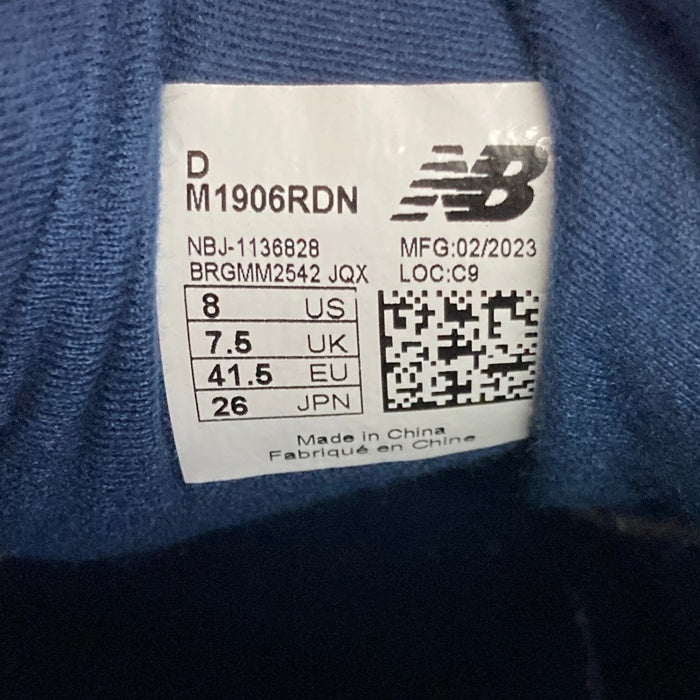 D
M1906RDN
NB
NBJ-1136828
BRGMM2542 JQX
MFG:02/2023
LOC:C9
8 US
7.5 UK
41.5 EU
26 JPN
Made in China
Fabriqué en Chine